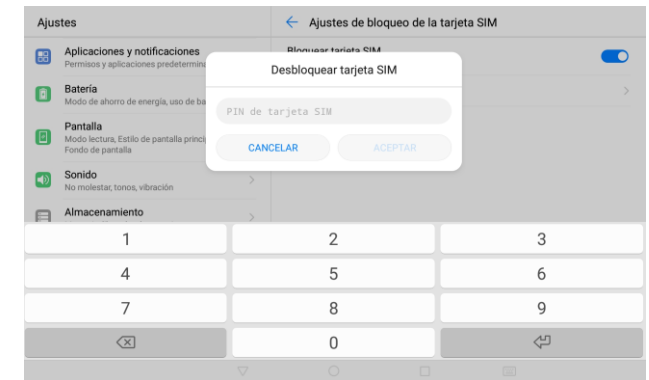 Ajustes
Aplicaciones y notificaciones
Permisos y aplicaciones
Batería
Modo de ahorro de energía, uso de
Pantalla
Modo lectura, Estilo de pantalla
Fondo de pantalla
Sonido
No molestar, tonos, vibración
Almacenamiento
Ajustes de bloqueo de la tarjeta SIM
Bloquear tarjeta SIM
Desbloquear tarjeta SIM
PIN de tarjeta SIM
CANCELAR
ACEPTAR
1
2
3
4
5
6
7
8
9
0